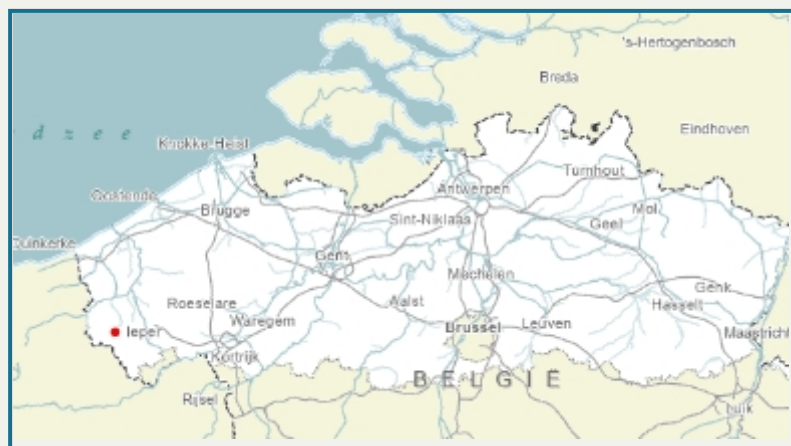 's-Hertogenbosch
Breda
d z e e
Eindhoven
Knokke-Heist
Turnhout
Antwerpen
Oostende
Mol
Brugge
Sint-Niklaas
Geel
Duinkerke
Gent
Mechelen
Genk
Roeselare
Aalst
Hasselt
Waregem
Brussel
Leuven
Ieper
Maastricht
Kortrijk
BELGIË
Rijsel
Luik